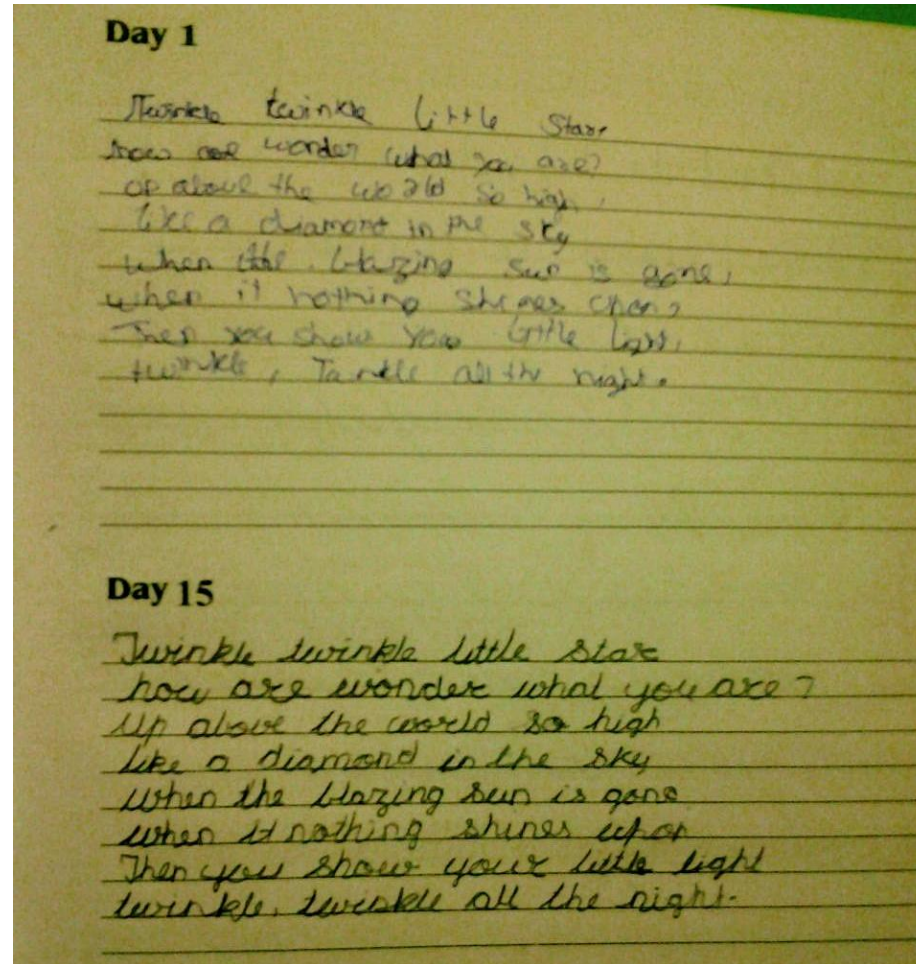 Day 1
Twinkle twinkle little Star,
how are wonder what you are?
up above the world so high,
like a diamond in the sky
when the blazing sun is gone,
when it nothing shines upon,
Then you show your little light,
twinkle, Twinkle all the night.
Day 15
Twinkle twinkle little star
how are wonder what you are?
Up above the world so high
like a diamond in the sky
When the blazing sun is gone
when it nothing shines upon
Then you show your little light
twinkle, twinkle all the night.